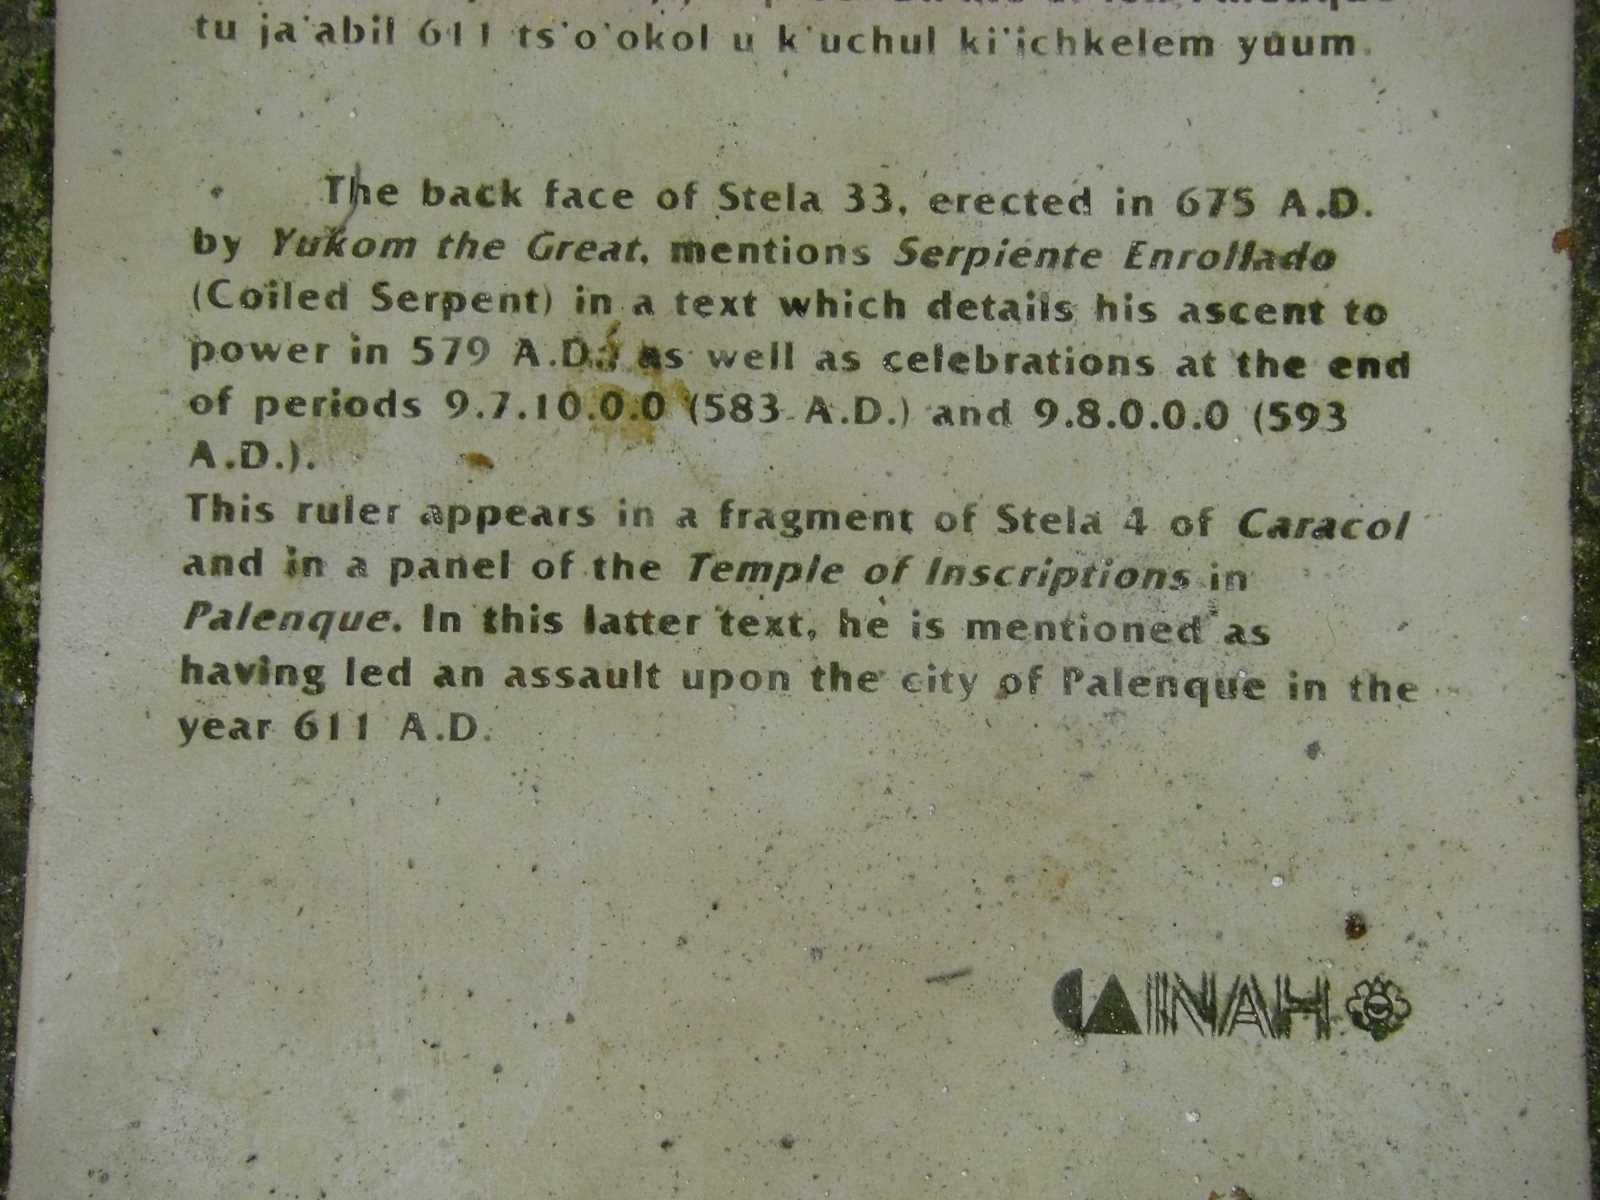 tu ja'abil 611 ts'o'okol u k'uchul ki'ichkelem yuum.
The back face of Stela 33, erected in 675 A.D.
by Yukom the Great, mentions Serpiente Enrollado
(Coiled Serpent) in a text which details his ascent to
power in 579 A.D., as well as celebrations at the end
of periods 9.7.10.0.0 (583 A.D.) and 9.8.0.0.0 (593
A.D.).
This ruler appears in a fragment of Stela 4 of Caracol
and in a panel of the Temple of Inscriptions in
Palenque. In this latter text, he is mentioned as
having led an assault upon the city of Palenque in the
year 611 A.D.
CA INAH